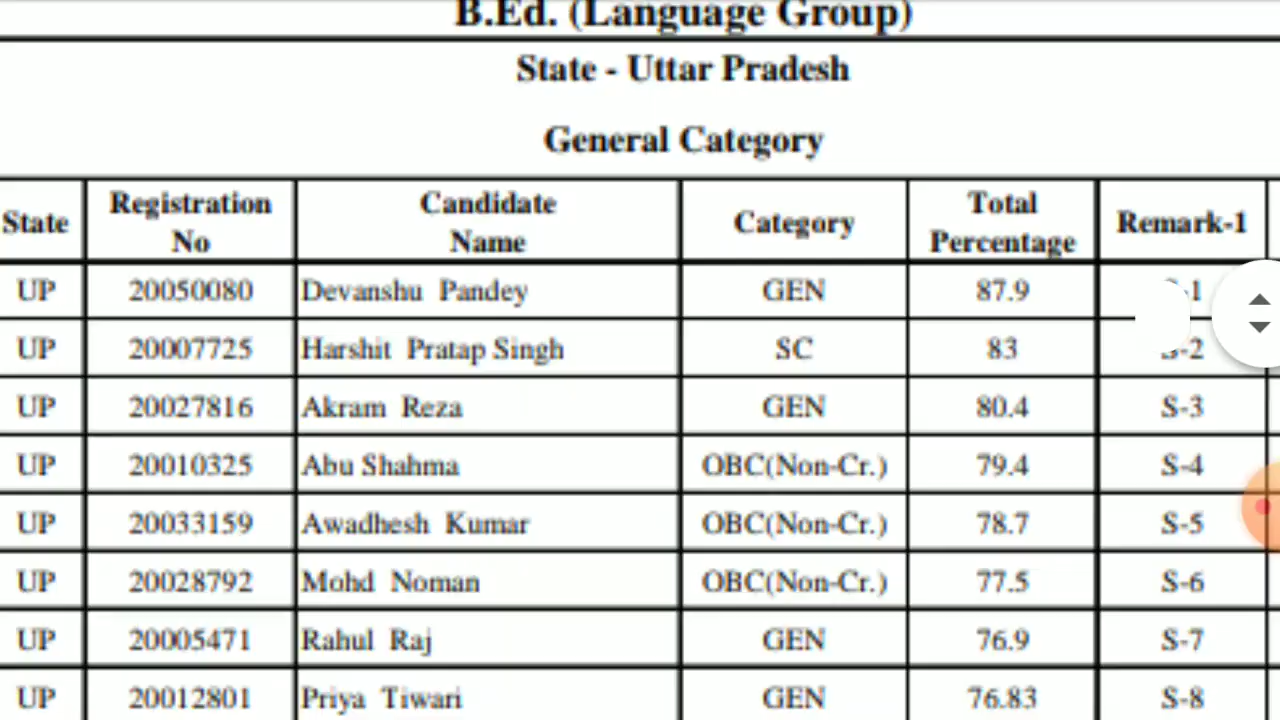 B.Ed. (Language Group)
State - Uttar Pradesh
General Category
State Registration No Candidate Name Category Total Percentage Remark-1
UP 20050080 Devanshu Pandey GEN 87.9 -1
UP 20007725 Harshit Pratap Singh SC 83 S-2
UP 20027816 Akram Reza GEN 80.4 S-3
UP 20010325 Abu Shahma OBC(Non-Cr.) 79.4 S-4
UP 20033159 Awadhesh Kumar OBC(Non-Cr.) 78.7 S-5
UP 20028792 Mohd Noman OBC(Non-Cr.) 77.5 S-6
UP 20005471 Rahul Raj GEN 76.9 S-7
UP 20012801 Priya Tiwari GEN 76.83 S-8